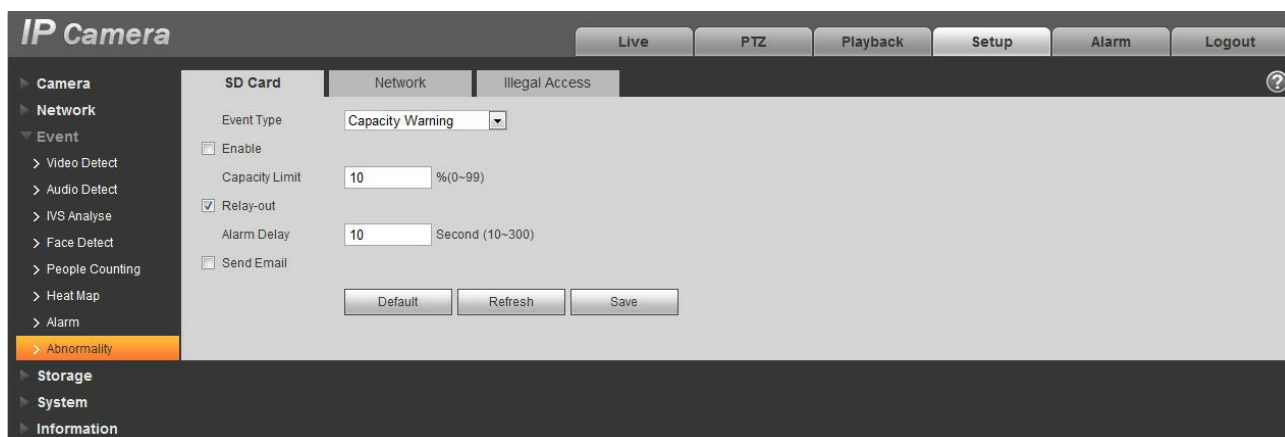 IP Camera
Live PTZ Playback Setup Alarm Logout
Camera
Network
Event
Video Detect
Audio Detect
IVS Analyse
Face Detect
People Counting
Heat Map
Alarm
Abnormality
Storage
System
Information
SD Card Network Illegal Access
?
Event Type Capacity Warning
Enable
Capacity Limit 10 %(0~99)
Relay-out
Alarm Delay 10 Second (10~300)
Send Email
Default Refresh Save